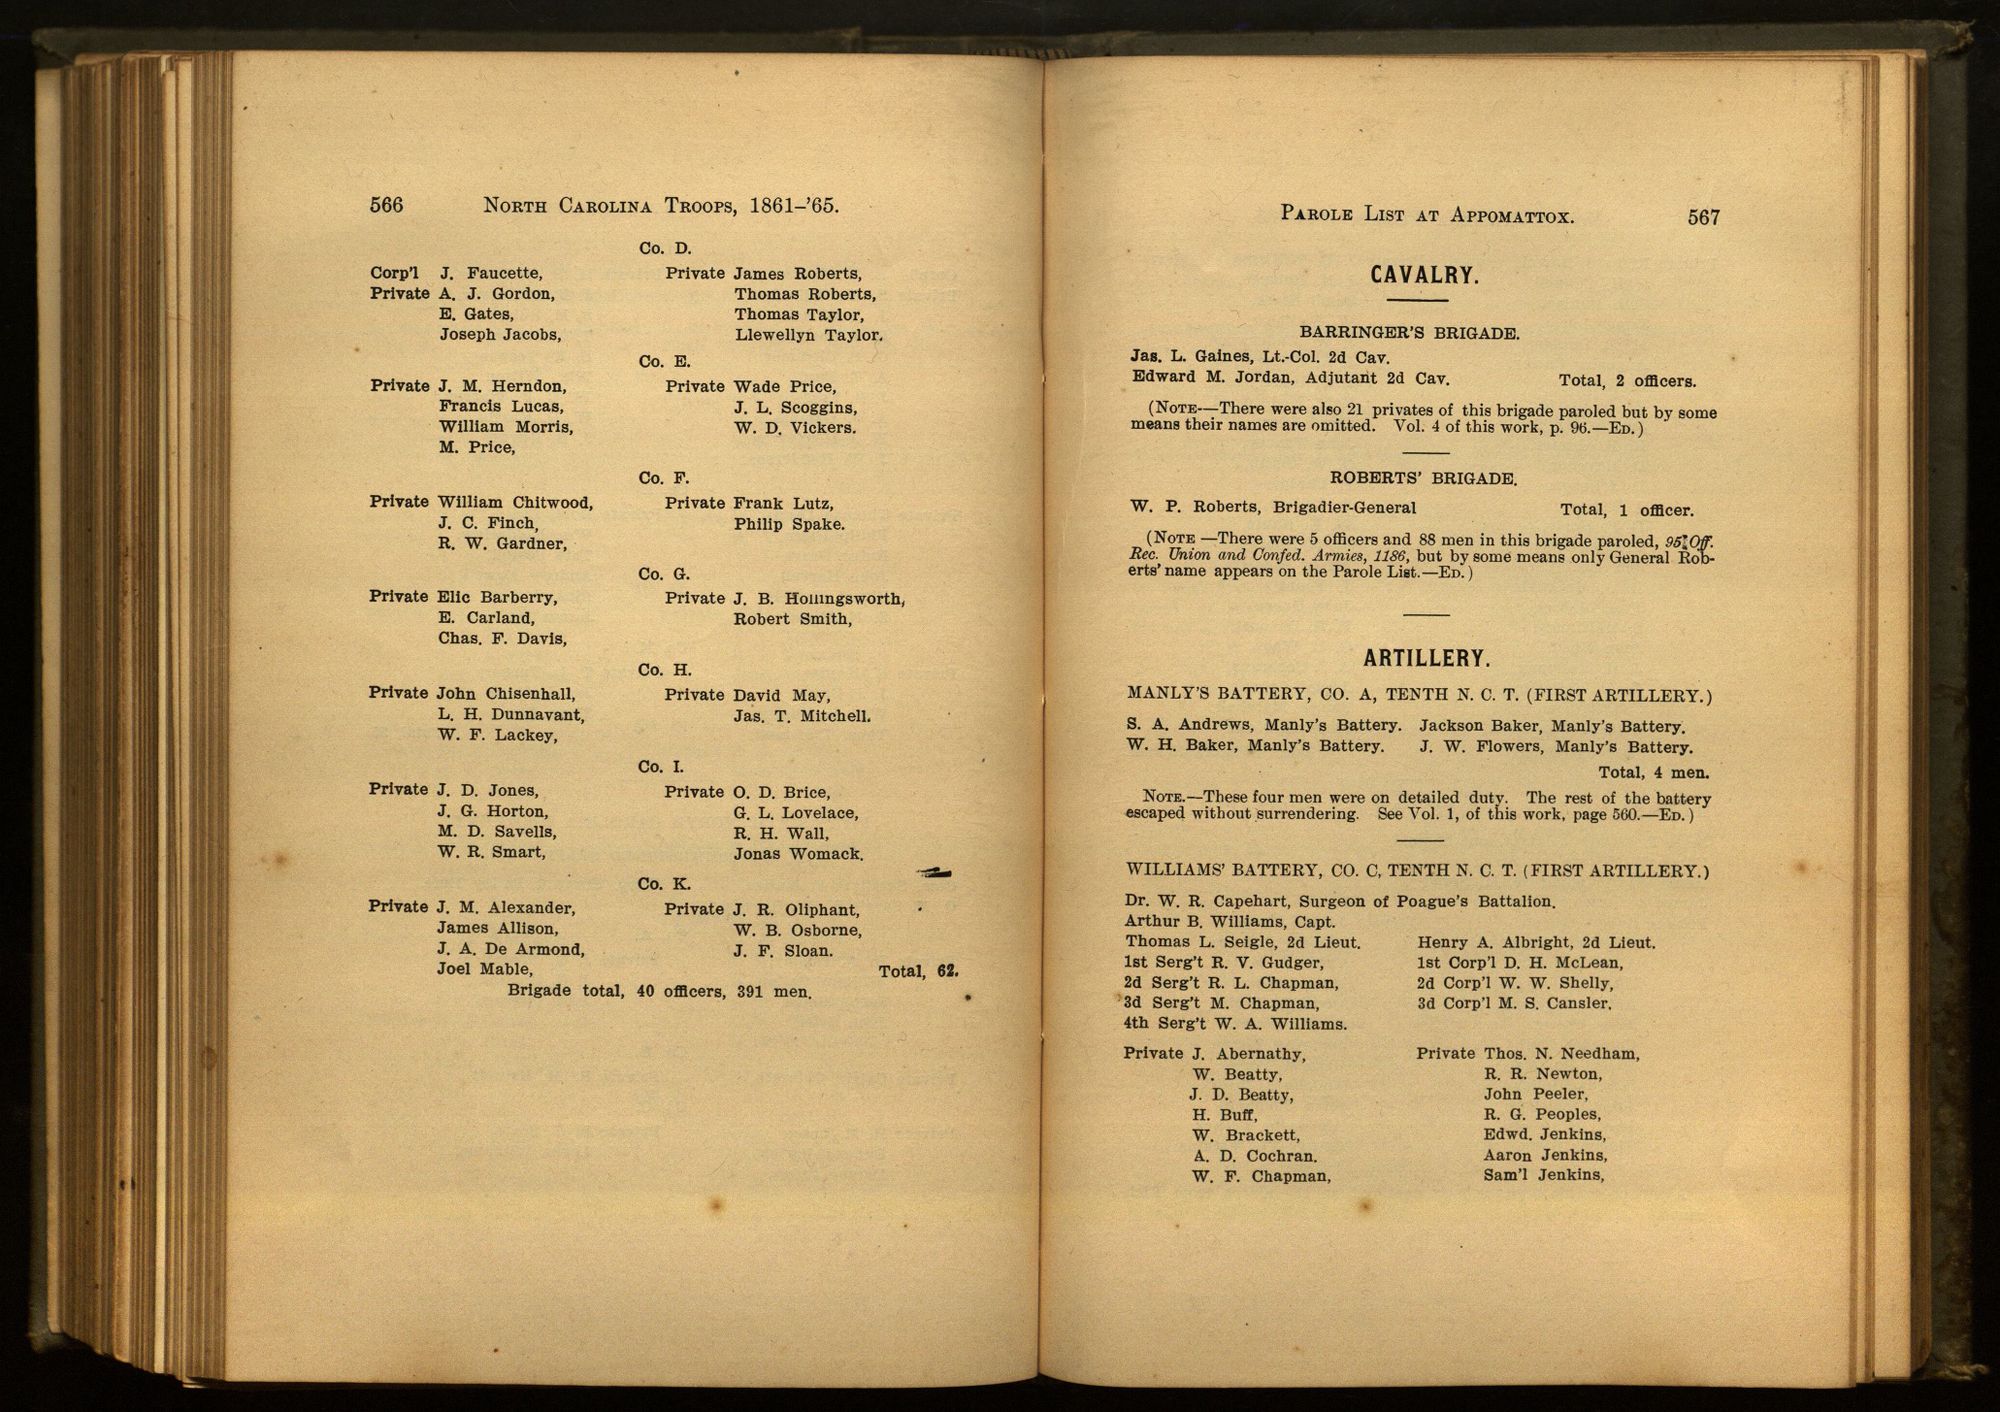 566 North Carolina Troops, 1861-'65.
Co. D.
Corp'l J. Faucette, Private James Roberts,
Private A. J. Gordon, Thomas Roberts,
E. Gates, Thomas Taylor,
Joseph Jacobs, Llewellyn Taylor.
Co. E.
Private J. M. Herndon, Private Wade Price,
Francis Lucas, J. L. Scoggins,
William Morris, W. D. Vickers.
M. Price,
Co. F.
Private William Chitwood, Private Frank Lutz,
J. C. Finch, Philip Spake.
R. W. Gardner,
Co. G.
Private Elic Barberry, Private J. B. Hollingsworth,
E. Carland, Robert Smith,
Chas. F. Davis,
Co. H.
Private John Chisenhall, Private David May,
L. H. Dunnavant, Jas. T. Mitchell.
W. F. Lackey,
Co. I.
Private J. D. Jones, Private O. D. Brice,
J. G. Horton, G. L. Lovelace,
M. D. Savells, R. H. Wall,
W. R. Smart, Jonas Womack.
Co. K.
Private J. M. Alexander, Private J. R. Oliphant,
James Allison, W. B. Osborne,
J. A. De Armond, J. F. Sloan.
Joel Mable, Total, 62.
Brigade total, 40 officers, 391 men.
Parole List at Appomattox. 567
CAVALRY.
BARRINGER'S BRIGADE.
Jas. L. Gaines, Lt.-Col. 2d Cav.
Edward M. Jordan, Adjutant 2d Cav. Total, 2 officers.
(Note-—There were also 21 privates of this brigade paroled but by some
means their names are omitted. Vol. 4 of this work, p. 96.—Ed.)
ROBERTS' BRIGADE.
W. P. Roberts, Brigadier-General Total, 1 officer.
(Note —There were 5 officers and 88 men in this brigade paroled, 95 Off.
Rec. Union and Confed. Armies, 1186, but by some means only General Rob-
erts' name appears on the Parole List.—Ed.)
ARTILLERY.
MANLY'S BATTERY, CO. A, TENTH N. C. T. (FIRST ARTILLERY.)
S. A. Andrews, Manly's Battery. Jackson Baker, Manly's Battery.
W. H. Baker, Manly's Battery. J. W. Flowers, Manly's Battery.
Total, 4 men.
Note.—These four men were on detailed duty. The rest of the battery
escaped without surrendering. See Vol. 1, of this work, page 560.—Ed.)
WILLIAMS' BATTERY, CO. C, TENTH N. C. T. (FIRST ARTILLERY.)
Dr. W. R. Capehart, Surgeon of Poague's Battalion.
Arthur B. Williams, Capt.
Thomas L. Seigle, 2d Lieut. Henry A. Albright, 2d Lieut.
1st Serg't R. V. Gudger, 1st Corp'l D. H. McLean,
2d Serg't R. L. Chapman, 2d Corp'l W. W. Shelly,
3d Serg't M. Chapman, 3d Corp'l M. S. Cansler.
4th Serg't W. A. Williams.
Private J. Abernathy, Private Thos. N. Needham,
W. Beatty, R. R. Newton,
J. D. Beatty, John Peeler,
H. Buff, R. G. Peoples,
W. Brackett, Edwd. Jenkins,
A. D. Cochran. Aaron Jenkins,
W. F. Chapman, Sam'l Jenkins,